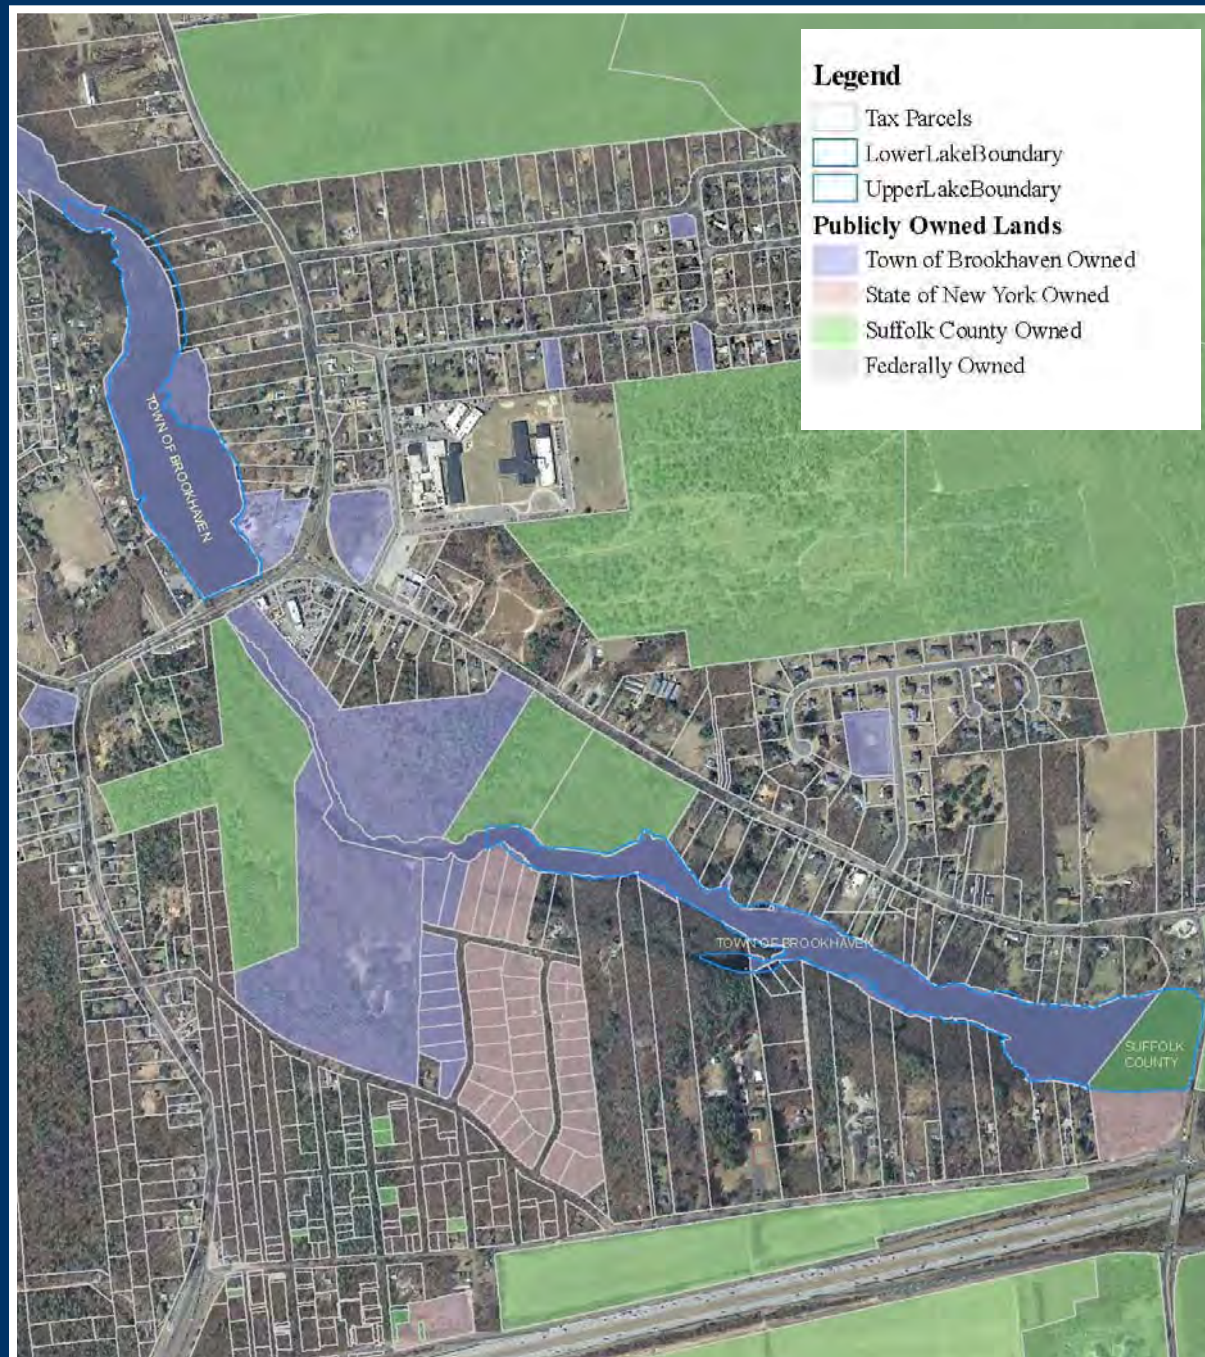 Legend
Tax Parcels
LowerLakeBoundary
UpperLakeBoundary
Publicly Owned Lands
Town of Brookhaven Owned
State of New York Owned
Suffolk County Owned
Federally Owned
TOWN OF BROOKHAVEN
TOWN OF BROOKHAVEN
SUFFOLK
COUNTY